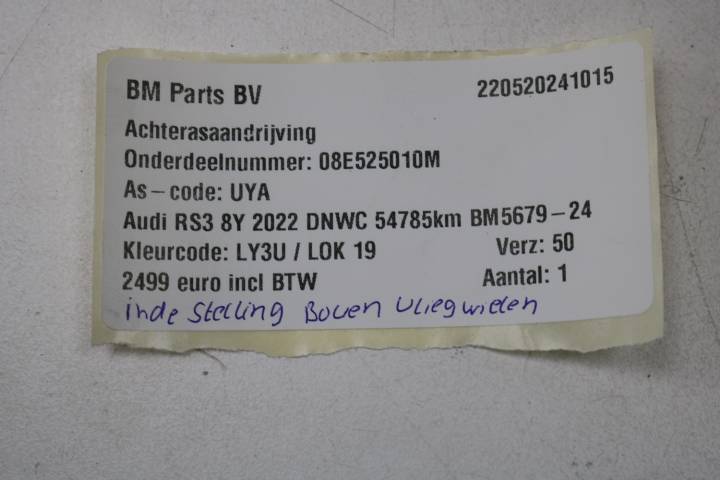 BM Parts BV 220520241015
Achterasaandrijving
Onderdeelnummer: 08E525010M
As-code: UYA
Audi RS3 8Y 2022 DNWC 54785km BM5679-24
Kleurcode: LY3U / LOK 19 Verz: 50
2499 euro incl BTW Aantal: 1
inde Stelling Boven Vliegwielen